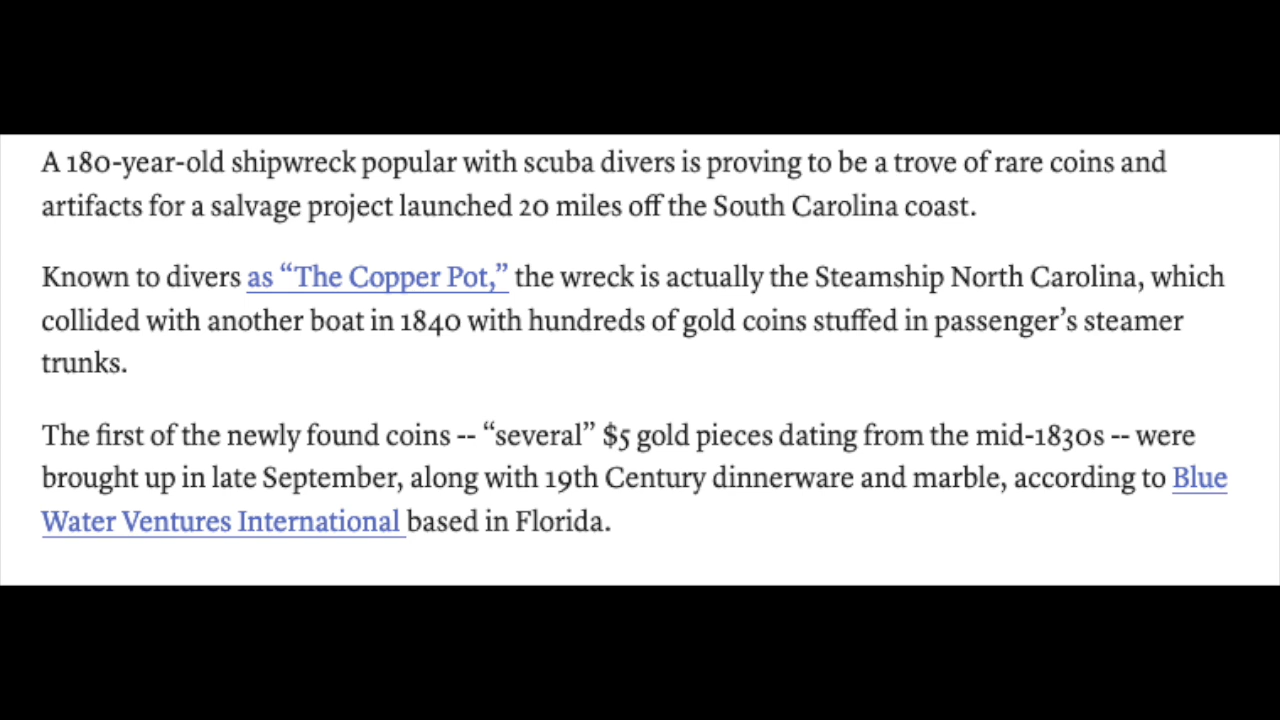 A 180-year-old shipwreck popular with scuba divers is proving to be a trove of rare coins and
artifacts for a salvage project launched 20 miles off the South Carolina coast.
Known to divers as “The Copper Pot,” the wreck is actually the Steamship North Carolina, which
collided with another boat in 1840 with hundreds of gold coins stuffed in passenger’s steamer
trunks.
The first of the newly found coins -- “several” $5 gold pieces dating from the mid-1830s -- were
brought up in late September, along with 19th Century dinnerware and marble, according to Blue
Water Ventures International based in Florida.